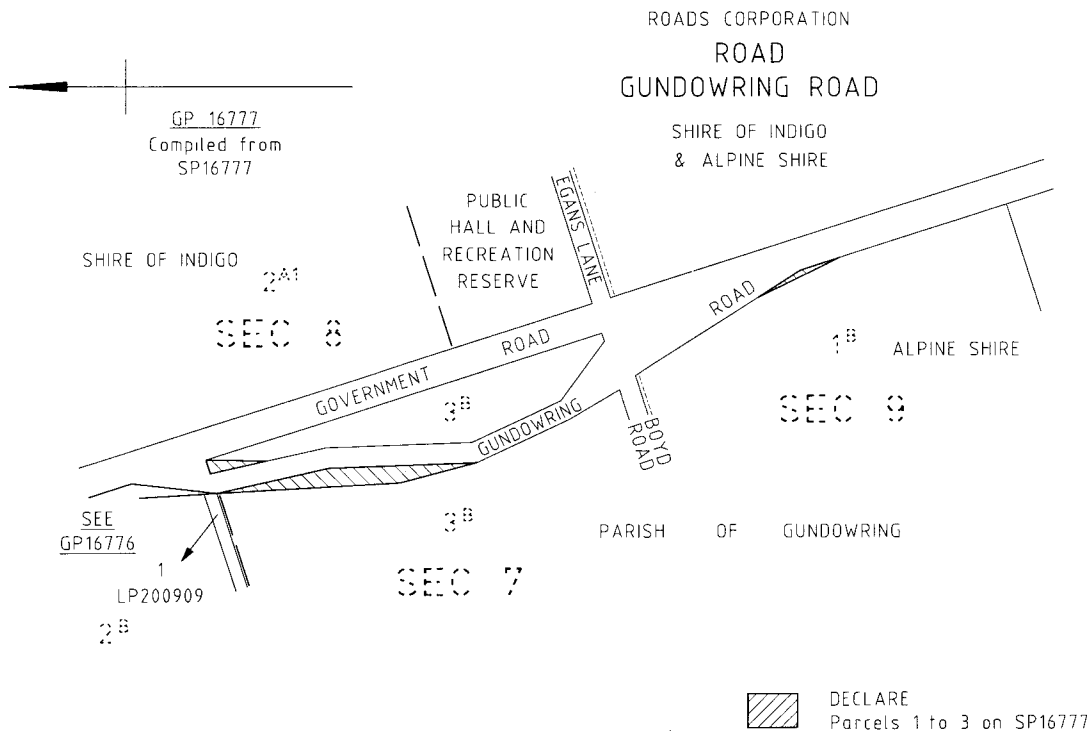 ROADS CORPORATION
ROAD
GUNDOWRING ROAD
SHIRE OF INDIGO
& ALPINE SHIRE
GP 16777
Compiled from
SP16777
PUBLIC
HALL AND
RECREATION
RESERVE
EGANS LANE
SHIRE OF INDIGO
2A1
SEC 8
GOVERNMENT ROAD
ROAD
1B
ALPINE SHIRE
SEC 9
3B
GUNDOWRING
BOYD
ROAD
SEE
GP16776
1
LP200909
2B
3B
SEC 7
PARISH OF GUNDOWRING
DECLARE
Parcels 1 to 3 on SP16777